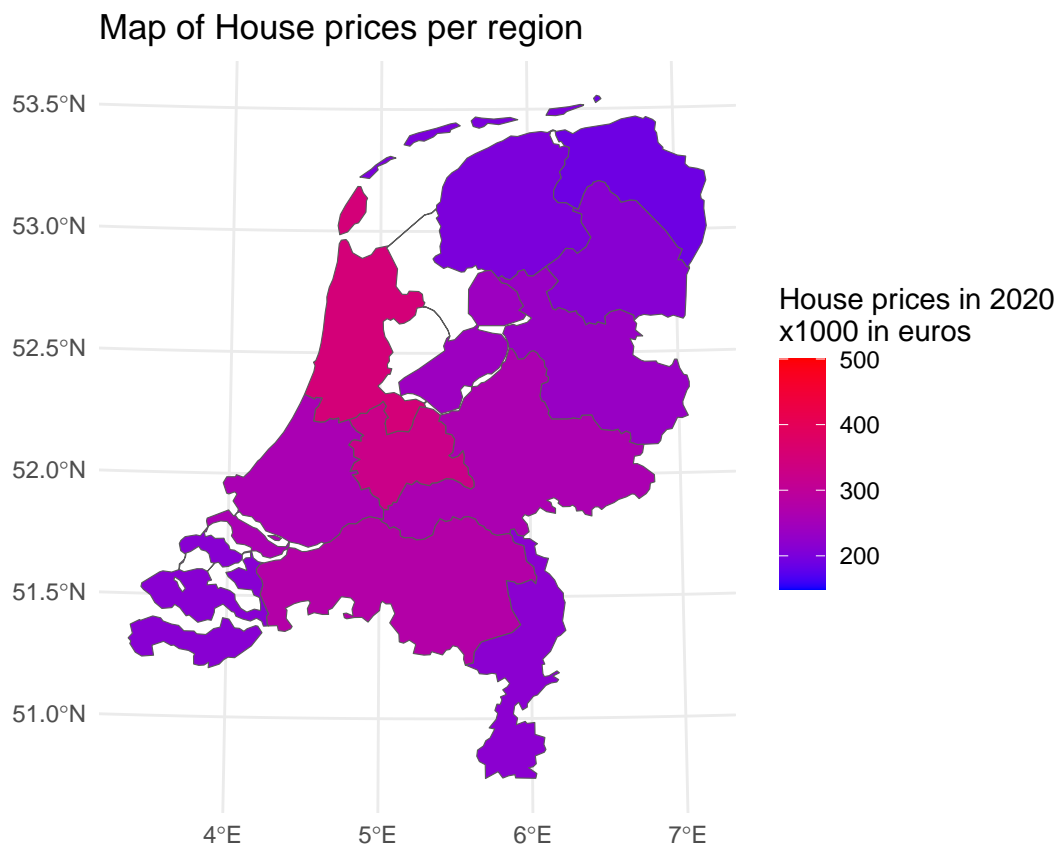 Map of House prices per region
53.5°N
53.0°N
52.5°N
52.0°N
51.5°N
51.0°N
4°E
5°E
6°E
7°E
House prices in 2020
x1000 in euros
500
400
300
200